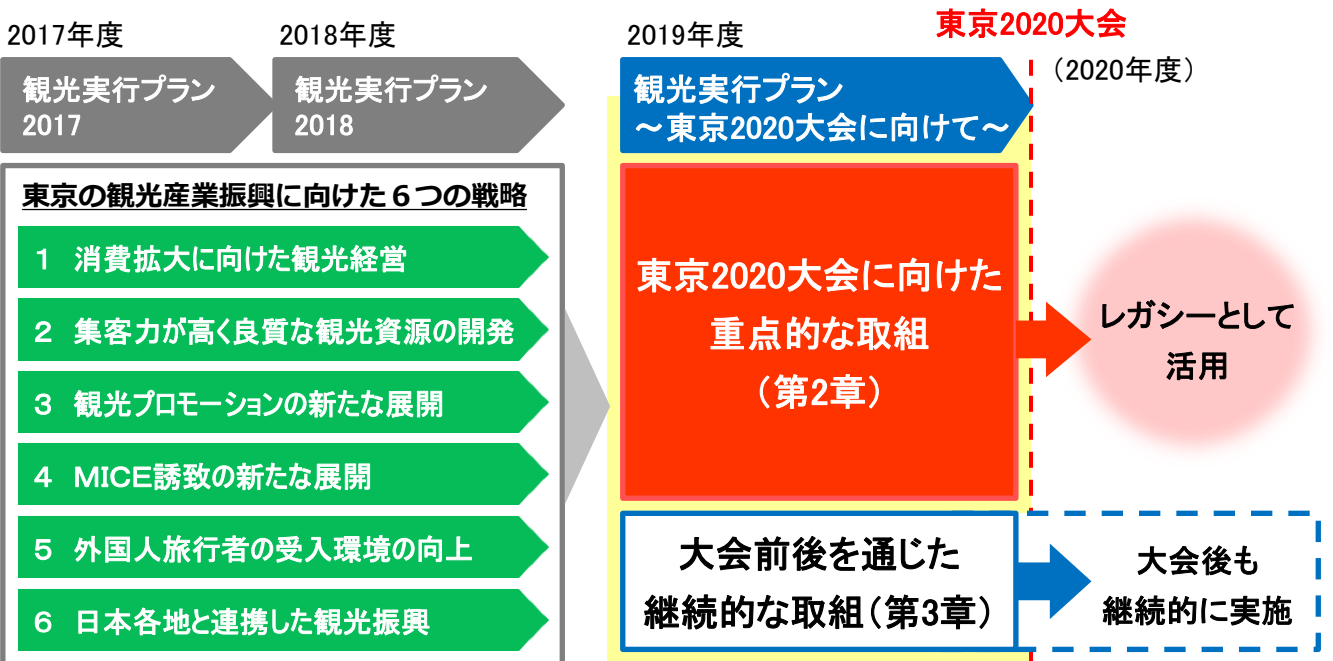 2017年度
2018年度
2019年度
東京2020大会
（2020年度）
観光実行プラン
2017
観光実行プラン
2018
観光実行プラン
～東京2020大会に向けて～
東京の観光産業振興に向けた６つの戦略
１ 消費拡大に向けた観光経営
２ 集客力が高く良質な観光資源の開発
３ 観光プロモーションの新たな展開
４ ＭＩＣＥ誘致の新たな展開
５ 外国人旅行者の受入環境の向上
６ 日本各地と連携した観光振興
東京2020大会に向けた
重点的な取組
（第2章）
レガシーとして
活用
大会前後を通じた
継続的な取組（第3章）
大会後も
継続的に実施